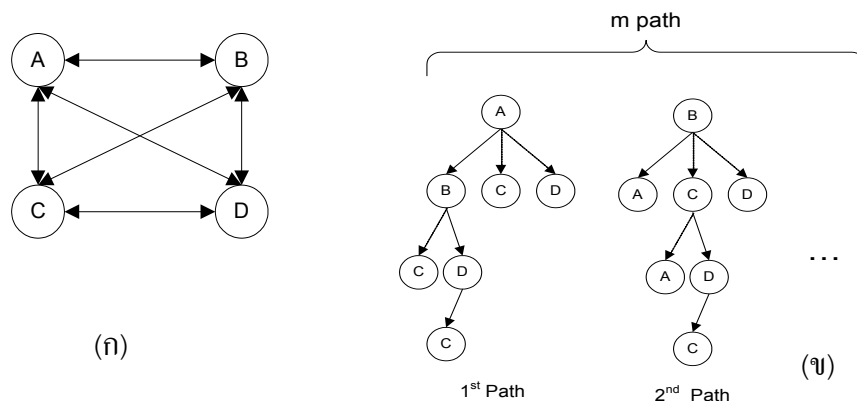 m path
A B
C D
A
B C D
C D
C
1st Path
B
A C D
A D
C
2nd Path
...
(ก)
(ข)